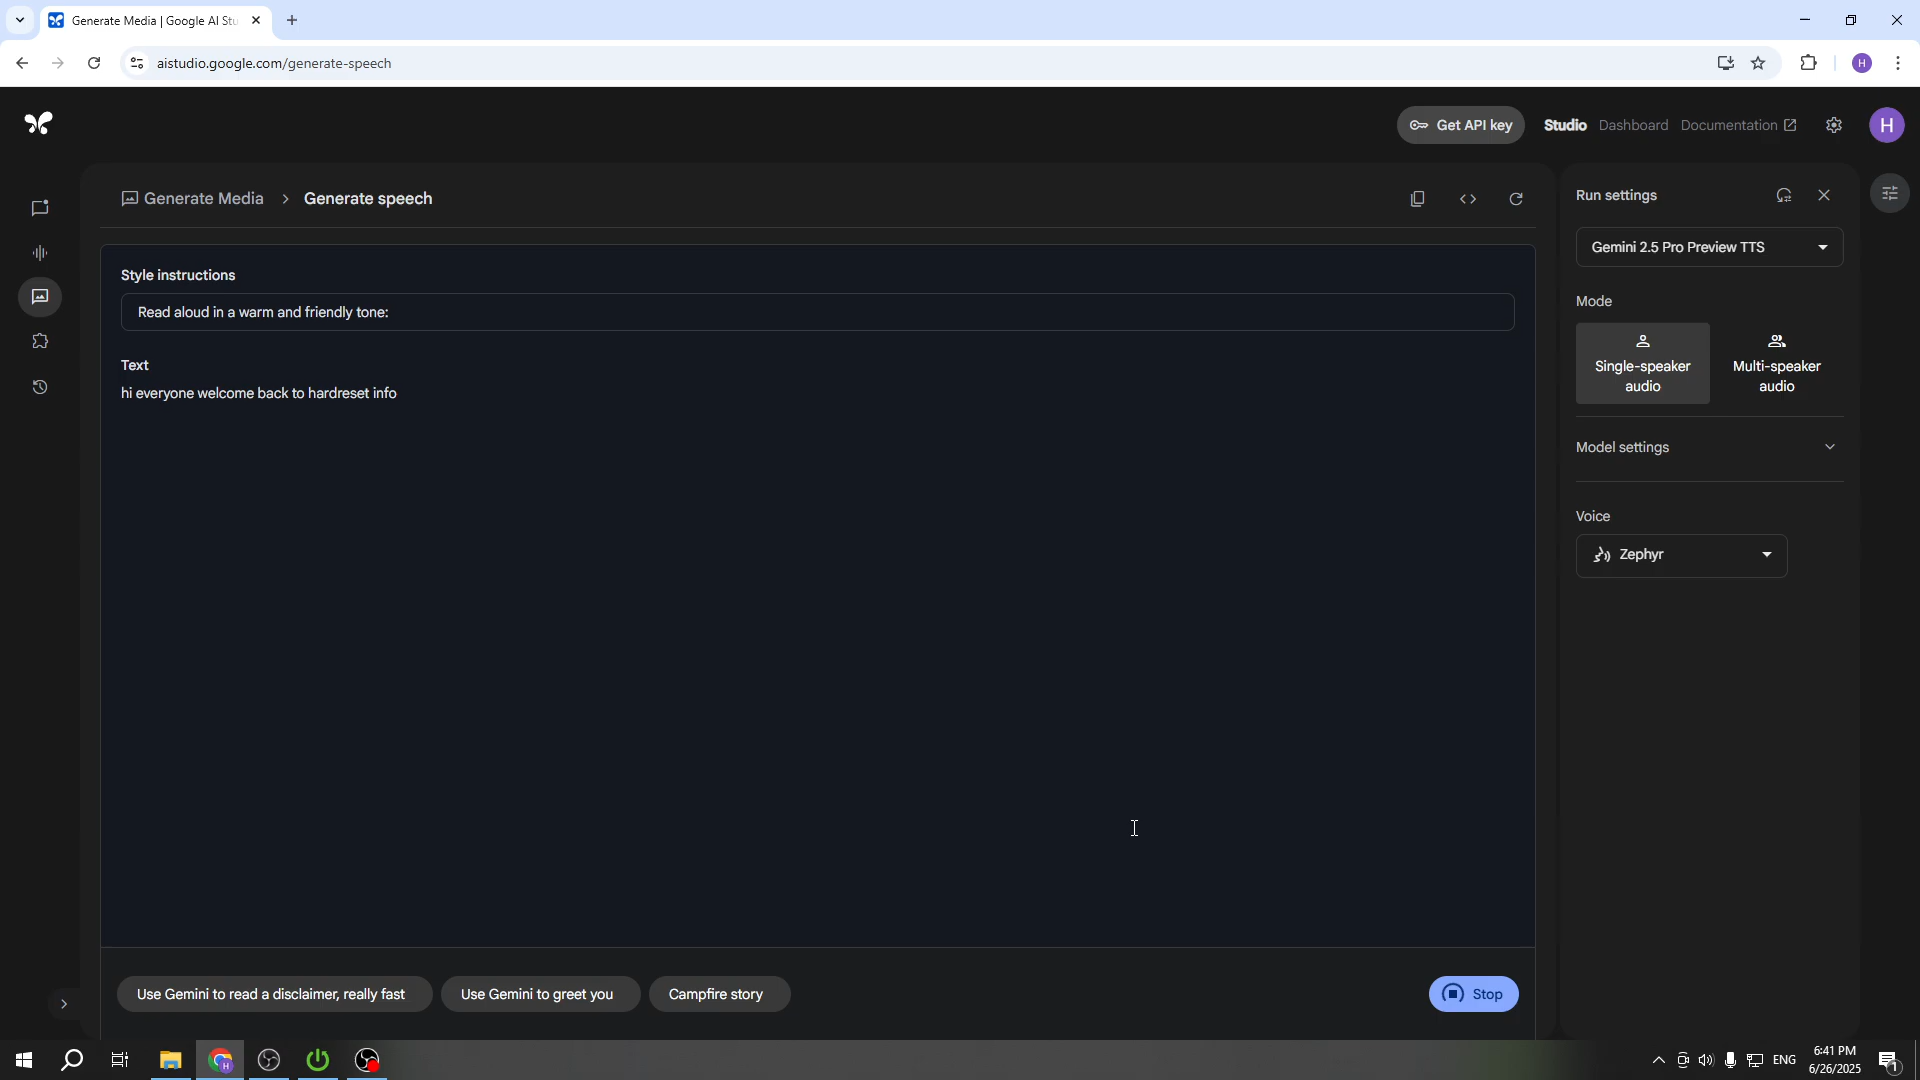 Generate Media | Google AI Stu
aistudio.google.com/generate-speech
H
Get API key
Studio
Dashboard
Documentation
H
Generate Media > Generate speech
Style instructions
Read aloud in a warm and friendly tone:
Text
hi everyone welcome back to hardreset info
Use Gemini to read a disclaimer, really fast
Use Gemini to greet you
Campfire story
Stop
Run settings
Gemini 2.5 Pro Preview TTS
Mode
Single-speaker
audio
Multi-speaker
audio
Model settings
Voice
Zephyr
H
ENG
6:41 PM
6/26/2025
1